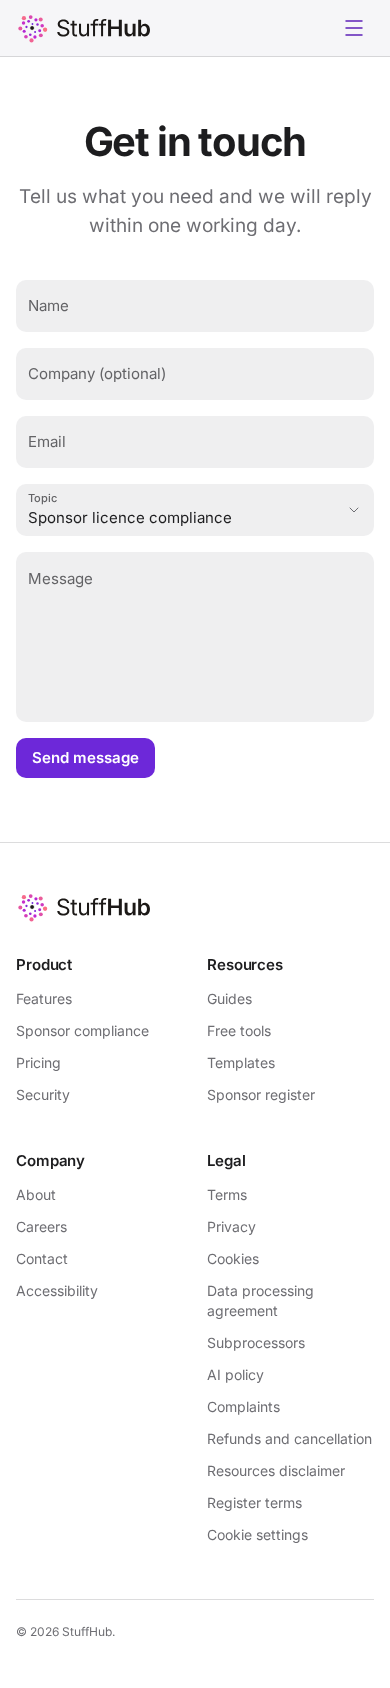 StuffHub
Get in touch
Tell us what you need and we will reply
within one working day.
Name
Company (optional)
Email
Topic
Sponsor licence compliance
Message
Send message
StuffHub
Product
Features
Sponsor compliance
Pricing
Security
Resources
Guides
Free tools
Templates
Sponsor register
Company
About
Careers
Contact
Accessibility
Legal
Terms
Privacy
Cookies
Data processing
agreement
Subprocessors
AI policy
Complaints
Refunds and cancellation
Resources disclaimer
Register terms
Cookie settings
© 2026 StuffHub.